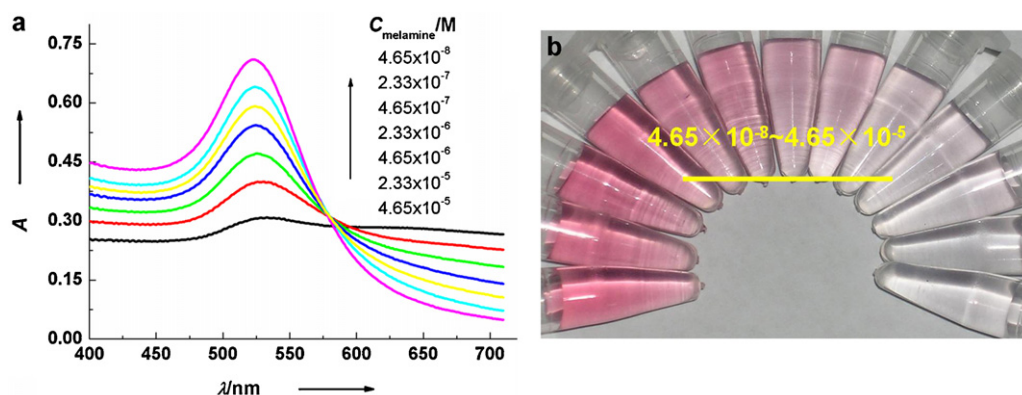 a
A
0.75
0.60
0.45
0.30
0.15
0.00
400
450
500
550
600
650
700
λ/nm
Cmelamine/M
4.65x10-8
2.33x10-7
4.65x10-7
2.33x10-6
4.65x10-6
2.33x10-5
4.65x10-5
b
4.65×10-8~4.65×10-5